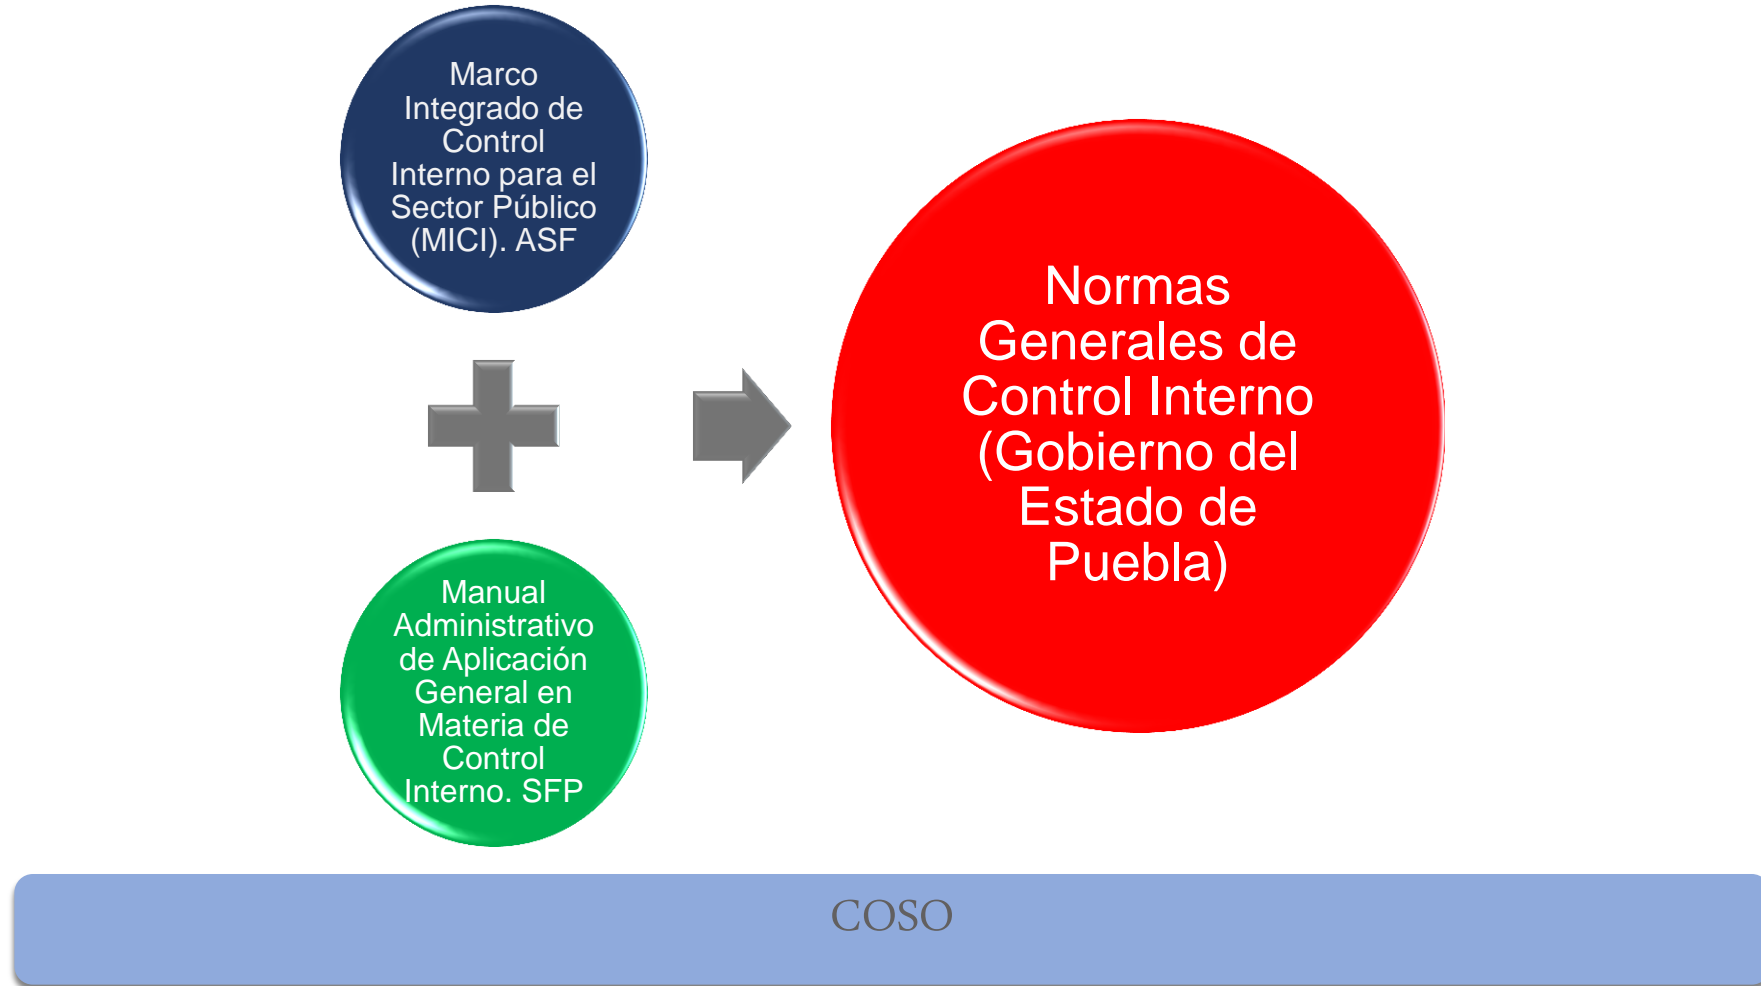 Marco
Integrado de
Control
Interno para el
Sector Público
(MICI). ASF
Manual
Administrativo
de Aplicación
General en
Materia de
Control
Interno. SFP
Normas
Generales de
Control Interno
(Gobierno del
Estado de
Puebla)
COSO